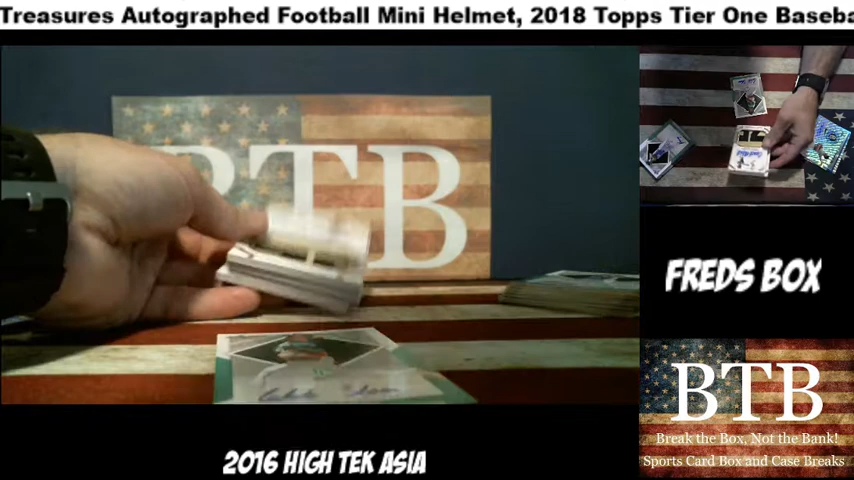 Treasures Autographed Football Mini Helmet, 2018 Topps Tier One Baseba
BTB
FREDS BOX
BTB
Break the Box, Not the Bank!
Sports Card Box and Case Breaks
2016 HIGH TEK ASIA